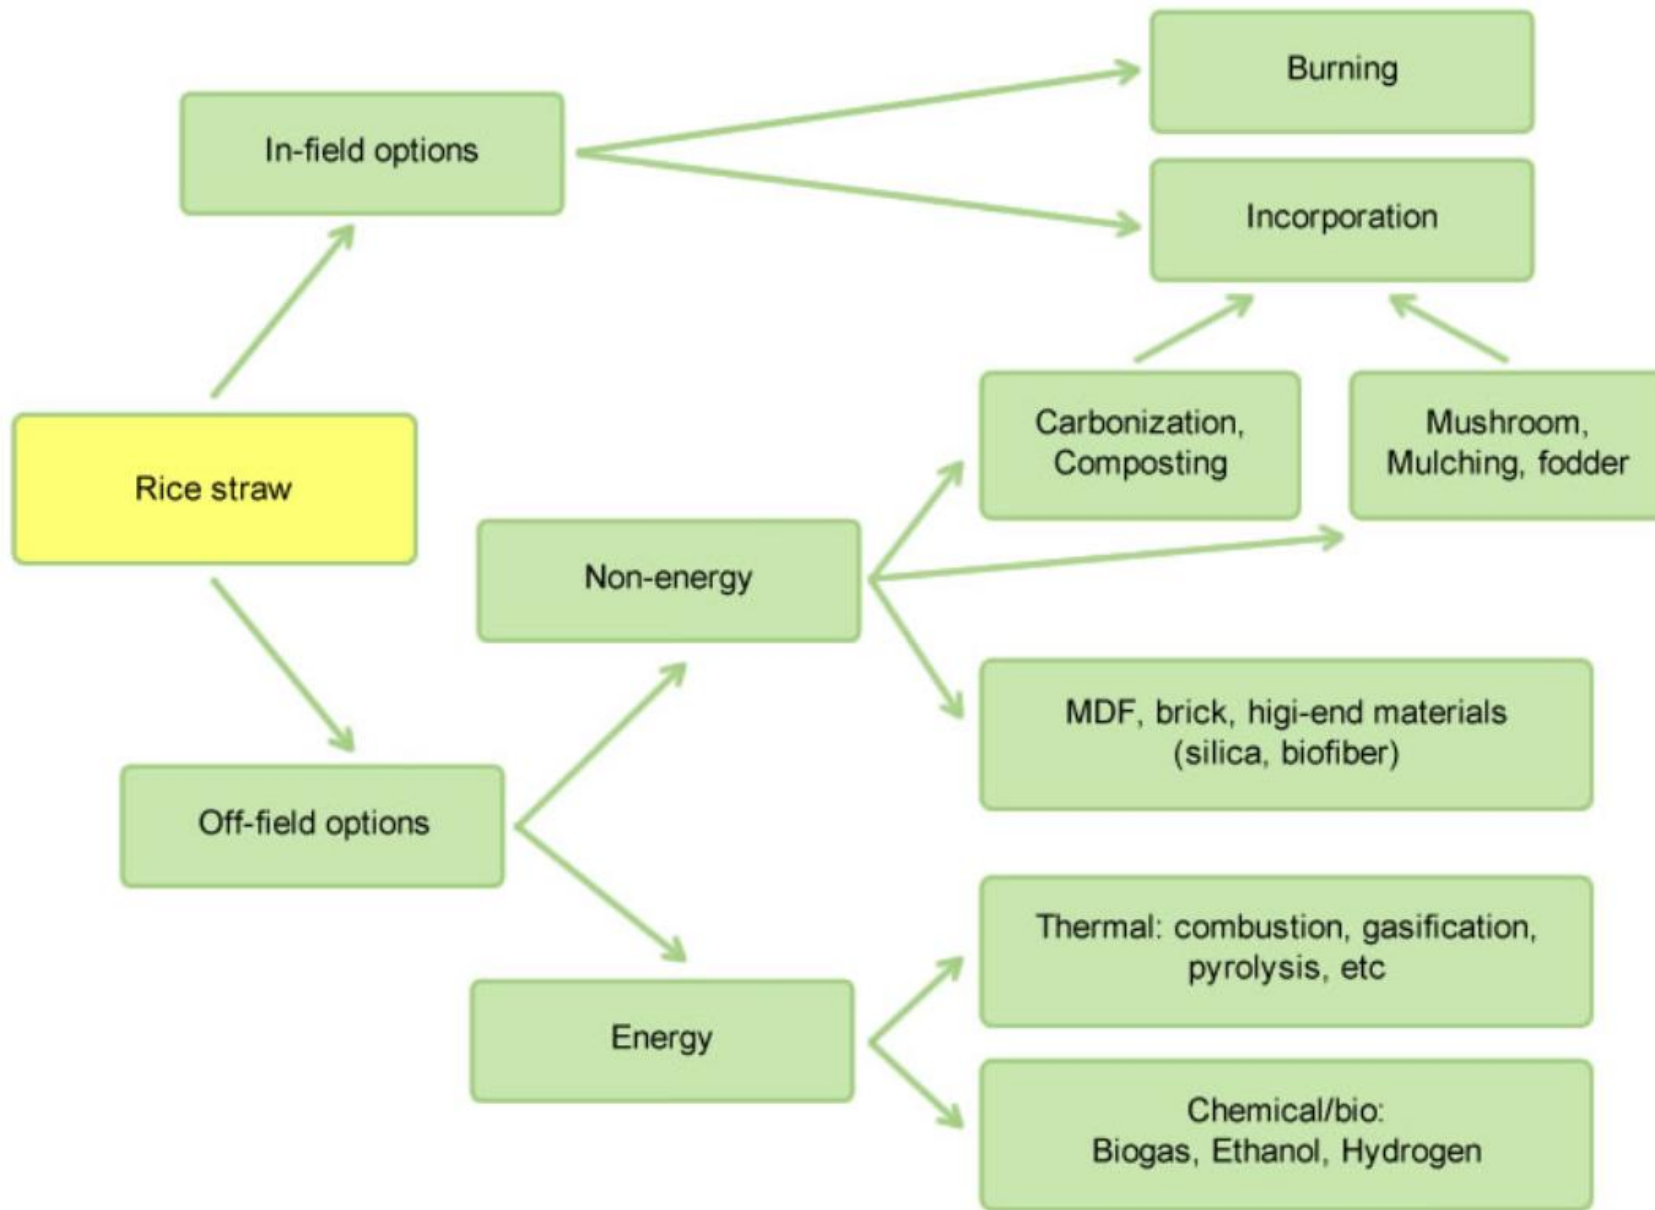 Burning
In-field options
Incorporation
Carbonization,
Composting
Mushroom,
Mulching, fodder
Rice straw
Non-energy
MDF, brick, higi-end materials
(silica, biofiber)
Off-field options
Thermal: combustion, gasification,
pyrolysis, etc
Energy
Chemical/bio:
Biogas, Ethanol, Hydrogen